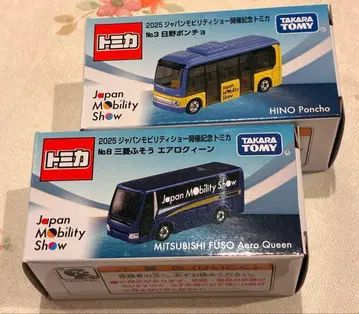 トミカ
2025 ジャパンモビリティショー開催記念トミカ
No3 日野ポンチョ
TAKARA TOMY
Japan
Mobility
Show
Japan
Mobility
Show
HINO Poncho
トミカ
2025 ジャパンモビリティショー開催記念トミカ
No.8 三菱ふそう エアロクィーン
TAKARA TOMY
Japan
Mobility
Show
Japan Mobility Show
MITSUBISHI FUSO Aero Queen